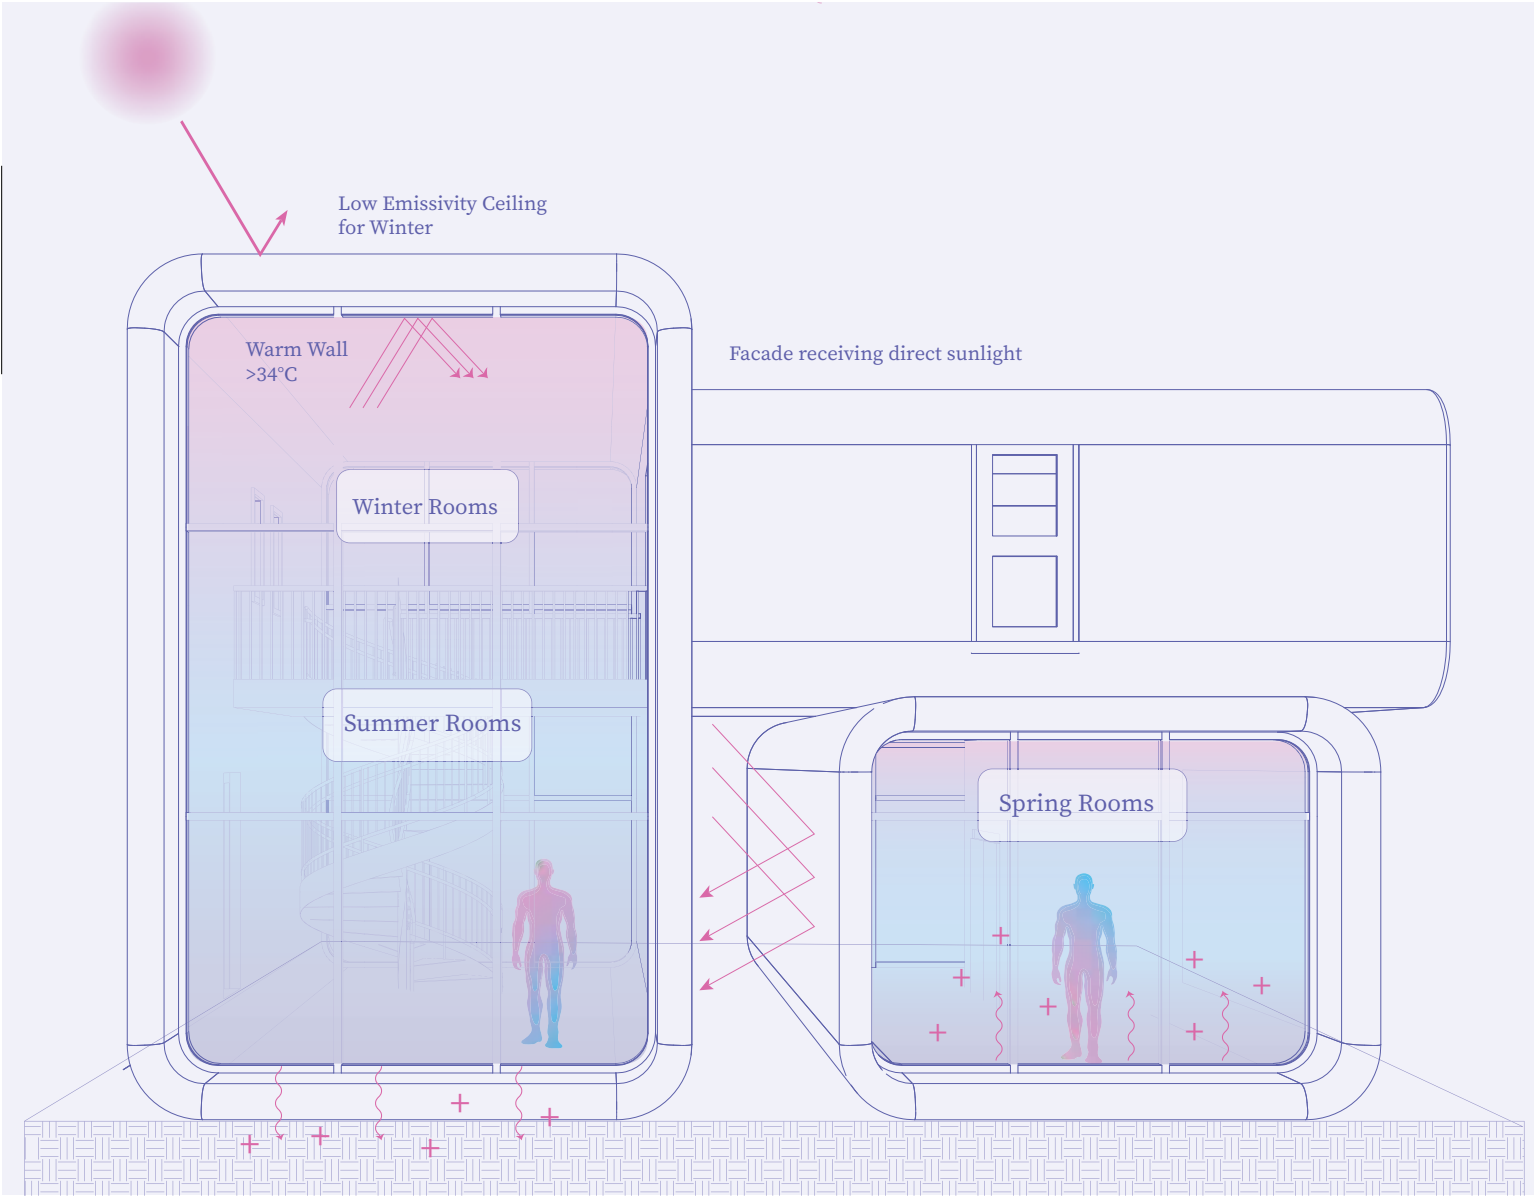 Low Emissivity Ceiling
for Winter
Warm Wall
>34°C
Facade receiving direct sunlight
Winter Rooms
Summer Rooms
Spring Rooms